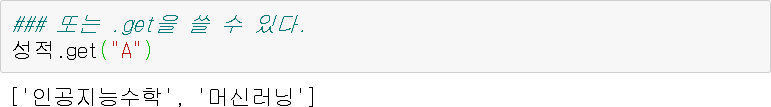 ### 또는 .get을 쓸 수 있다.
성적.get("A")
['인공지능수학', '머신러닝']